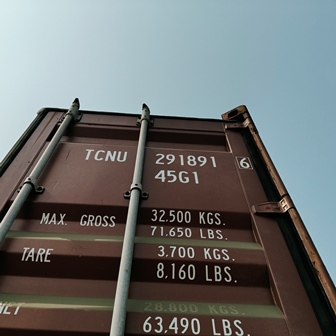 TCNU 291891 6
45G1
MAX. GROSS 32.500 KGS.
71.650 LBS.
TARE 3.700 KGS.
8.160 LBS.
NET 28.800 KGS.
63.490 LBS.